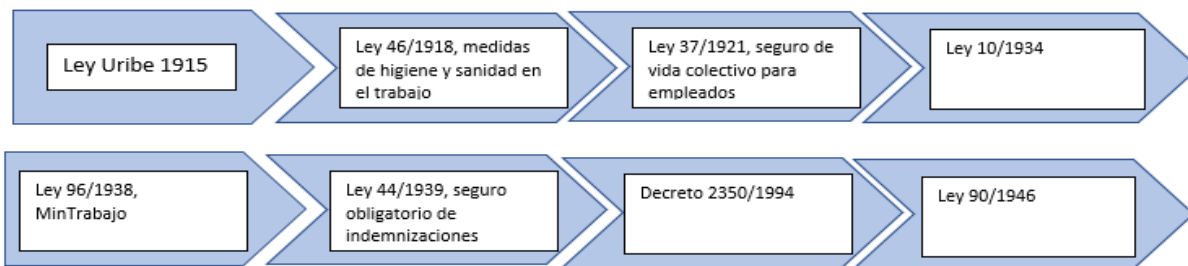 Ley Uribe 1915
Ley 46/1918, medidas
de higiene y sanidad en
el trabajo
Ley 37/1921, seguro de
vida colectivo para
empleados
Ley 10/1934
Ley 96/1938,
MinTrabajo
Ley 44/1939, seguro
obligatorio de
indemnizaciones
Decreto 2350/1994
Ley 90/1946